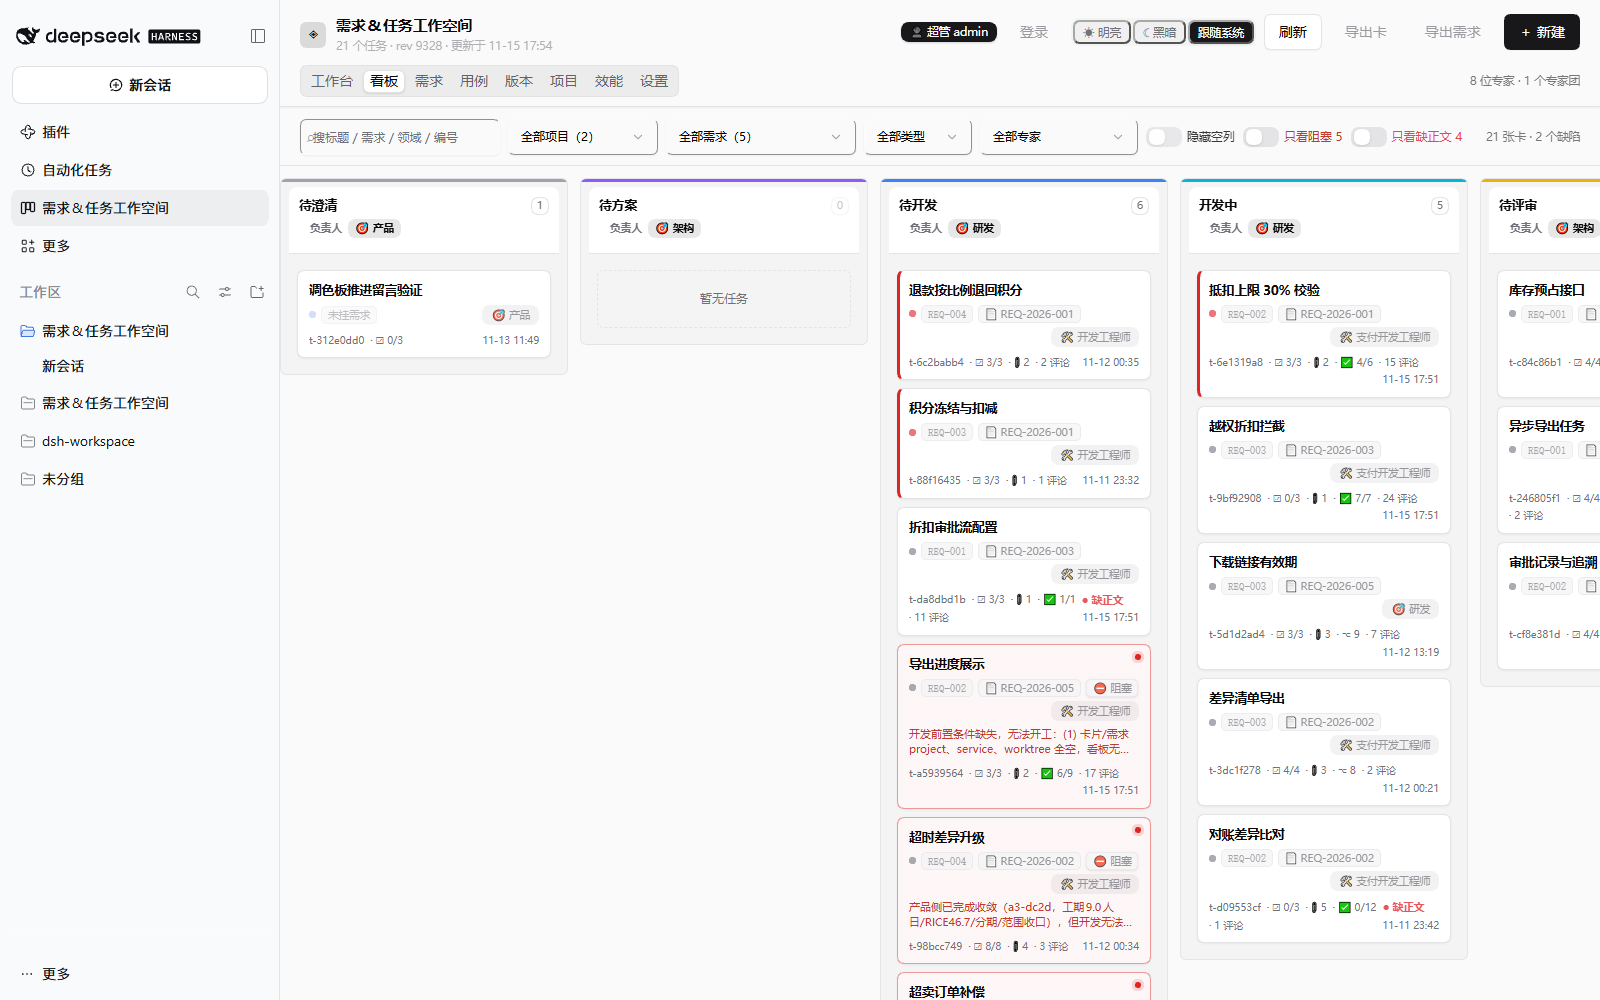 deepseek HARNESS
新会话
插件
自动化任务
需求＆任务工作空间
更多
工作区
需求＆任务工作空间
新会话
需求＆任务工作空间
dsh-workspace
未分组
··· 更多
需求＆任务工作空间
21 个任务 · rev 9328 · 更新于 11-15 17:54
超管 admin
登录
明亮
黑暗
跟随系统
刷新
导出卡
导出需求
+ 新建
工作台 看板 需求 用例 版本 项目 效能 设置
8 位专家 · 1 个专家团
搜标题 / 需求 / 领域 / 编号
全部项目（2）
全部需求（5）
全部类型
全部专家
隐藏空列
只看阻塞 5
只看缺正文 4
21 张卡 · 2 个缺陷
待澄清 1
负责人 产品
调色板推进留言验证
未挂需求
产品
t-312e0dd0 · 0/3 11-13 11:49
待方案 0
负责人 架构
暂无任务
待开发 6
负责人 研发
退款按比例退回积分
REQ-004 REQ-2026-001
开发工程师
t-6c2babb4 · 3/3 · 2 · 2 评论 11-12 00:35
积分冻结与扣减
REQ-003 REQ-2026-001
开发工程师
t-88f16435 · 3/3 · 1 · 1 评论 11-11 23:32
折扣审批流配置
REQ-001 REQ-2026-003
开发工程师
t-da8dbd1b · 3/3 · 1 · 1/1 缺正文
· 11 评论 11-15 17:51
导出进度展示
REQ-002 REQ-2026-005 阻塞
开发工程师
开发前置条件缺失，无法开工：(1) 卡片/需求
project、service、worktree 全空，看板无...
t-a5939564 · 3/3 · 2 · 6/9 · 17 评论
11-15 17:51
超时差异升级
REQ-004 REQ-2026-002 阻塞
开发工程师
产品侧已完成收敛（a3-dc2d，工期9.0人
日/RICE46.7/分期/范围收口），但开发无法...
t-98bcc749 · 8/8 · 4 · 3 评论 11-12 00:34
超卖订单补偿
开发中 5
负责人 研发
抵扣上限 30% 校验
REQ-002 REQ-2026-001
支付开发工程师
t-6e1319a8 · 3/3 · 2 · 4/6 · 15 评论
11-15 17:51
越权折扣拦截
REQ-003 REQ-2026-003
支付开发工程师
t-9bf92908 · 0/3 · 1 · 7/7 · 24 评论
11-15 17:51
下载链接有效期
REQ-003 REQ-2026-005
研发
t-5d1d2ad4 · 3/3 · 3 · 9 · 7 评论
11-12 13:19
差异清单导出
REQ-003 REQ-2026-002
支付开发工程师
t-3dc1f278 · 4/4 · 3 · 8 · 2 评论
11-12 00:21
对账差异比对
REQ-002 REQ-2026-002
支付开发工程师
t-d09553cf · 0/3 · 5 · 0/12 缺正文
· 1 评论 11-11 23:42
待评审
负责人 架构
库存预占接口
REQ-001
t-c84c86b1 · 4/4
异步导出任务
REQ-001
t-246805f1 · 4/4
· 2 评论
审批记录与追溯
REQ-002
t-cf8e381d · 4/4